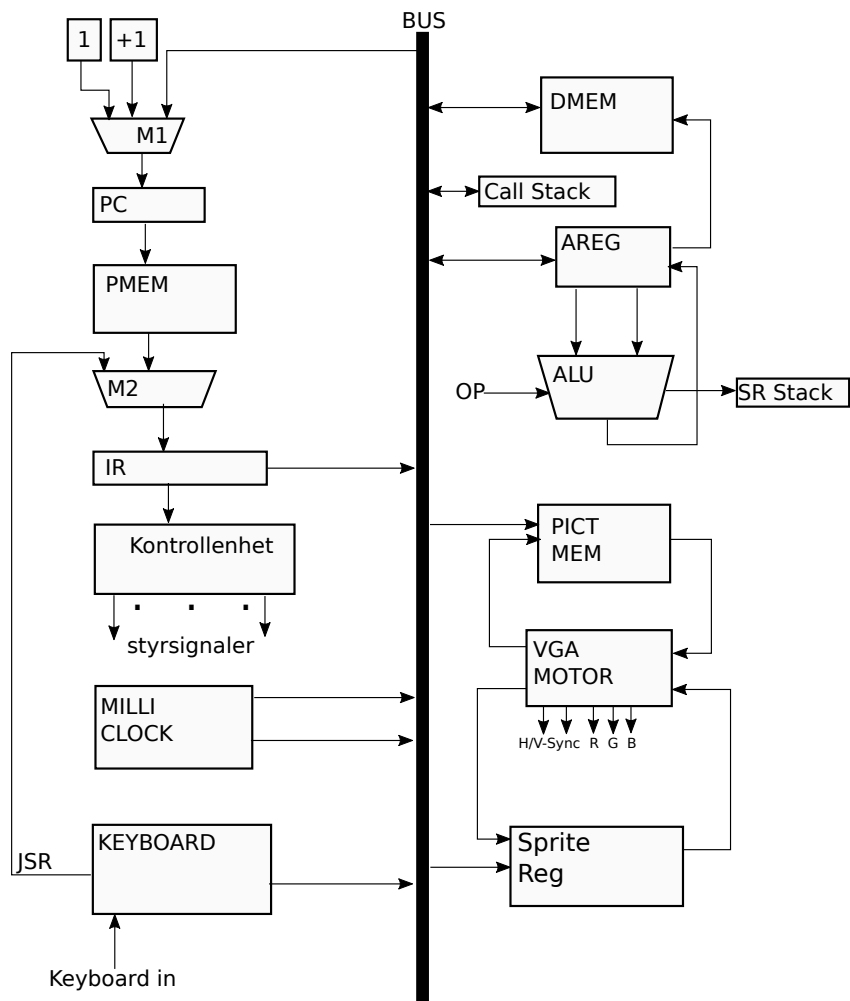 BUS
1
+1
M1
DMEM
Call Stack
PC
AREG
PMEM
M2
ALU
OP
SR Stack
IR
PICT
MEM
Kontrollenhet
. . .
styrsignaler
VGA
MOTOR
MILLI
CLOCK
H/V-Sync R G B
KEYBOARD
Sprite
Reg
JSR
Keyboard in